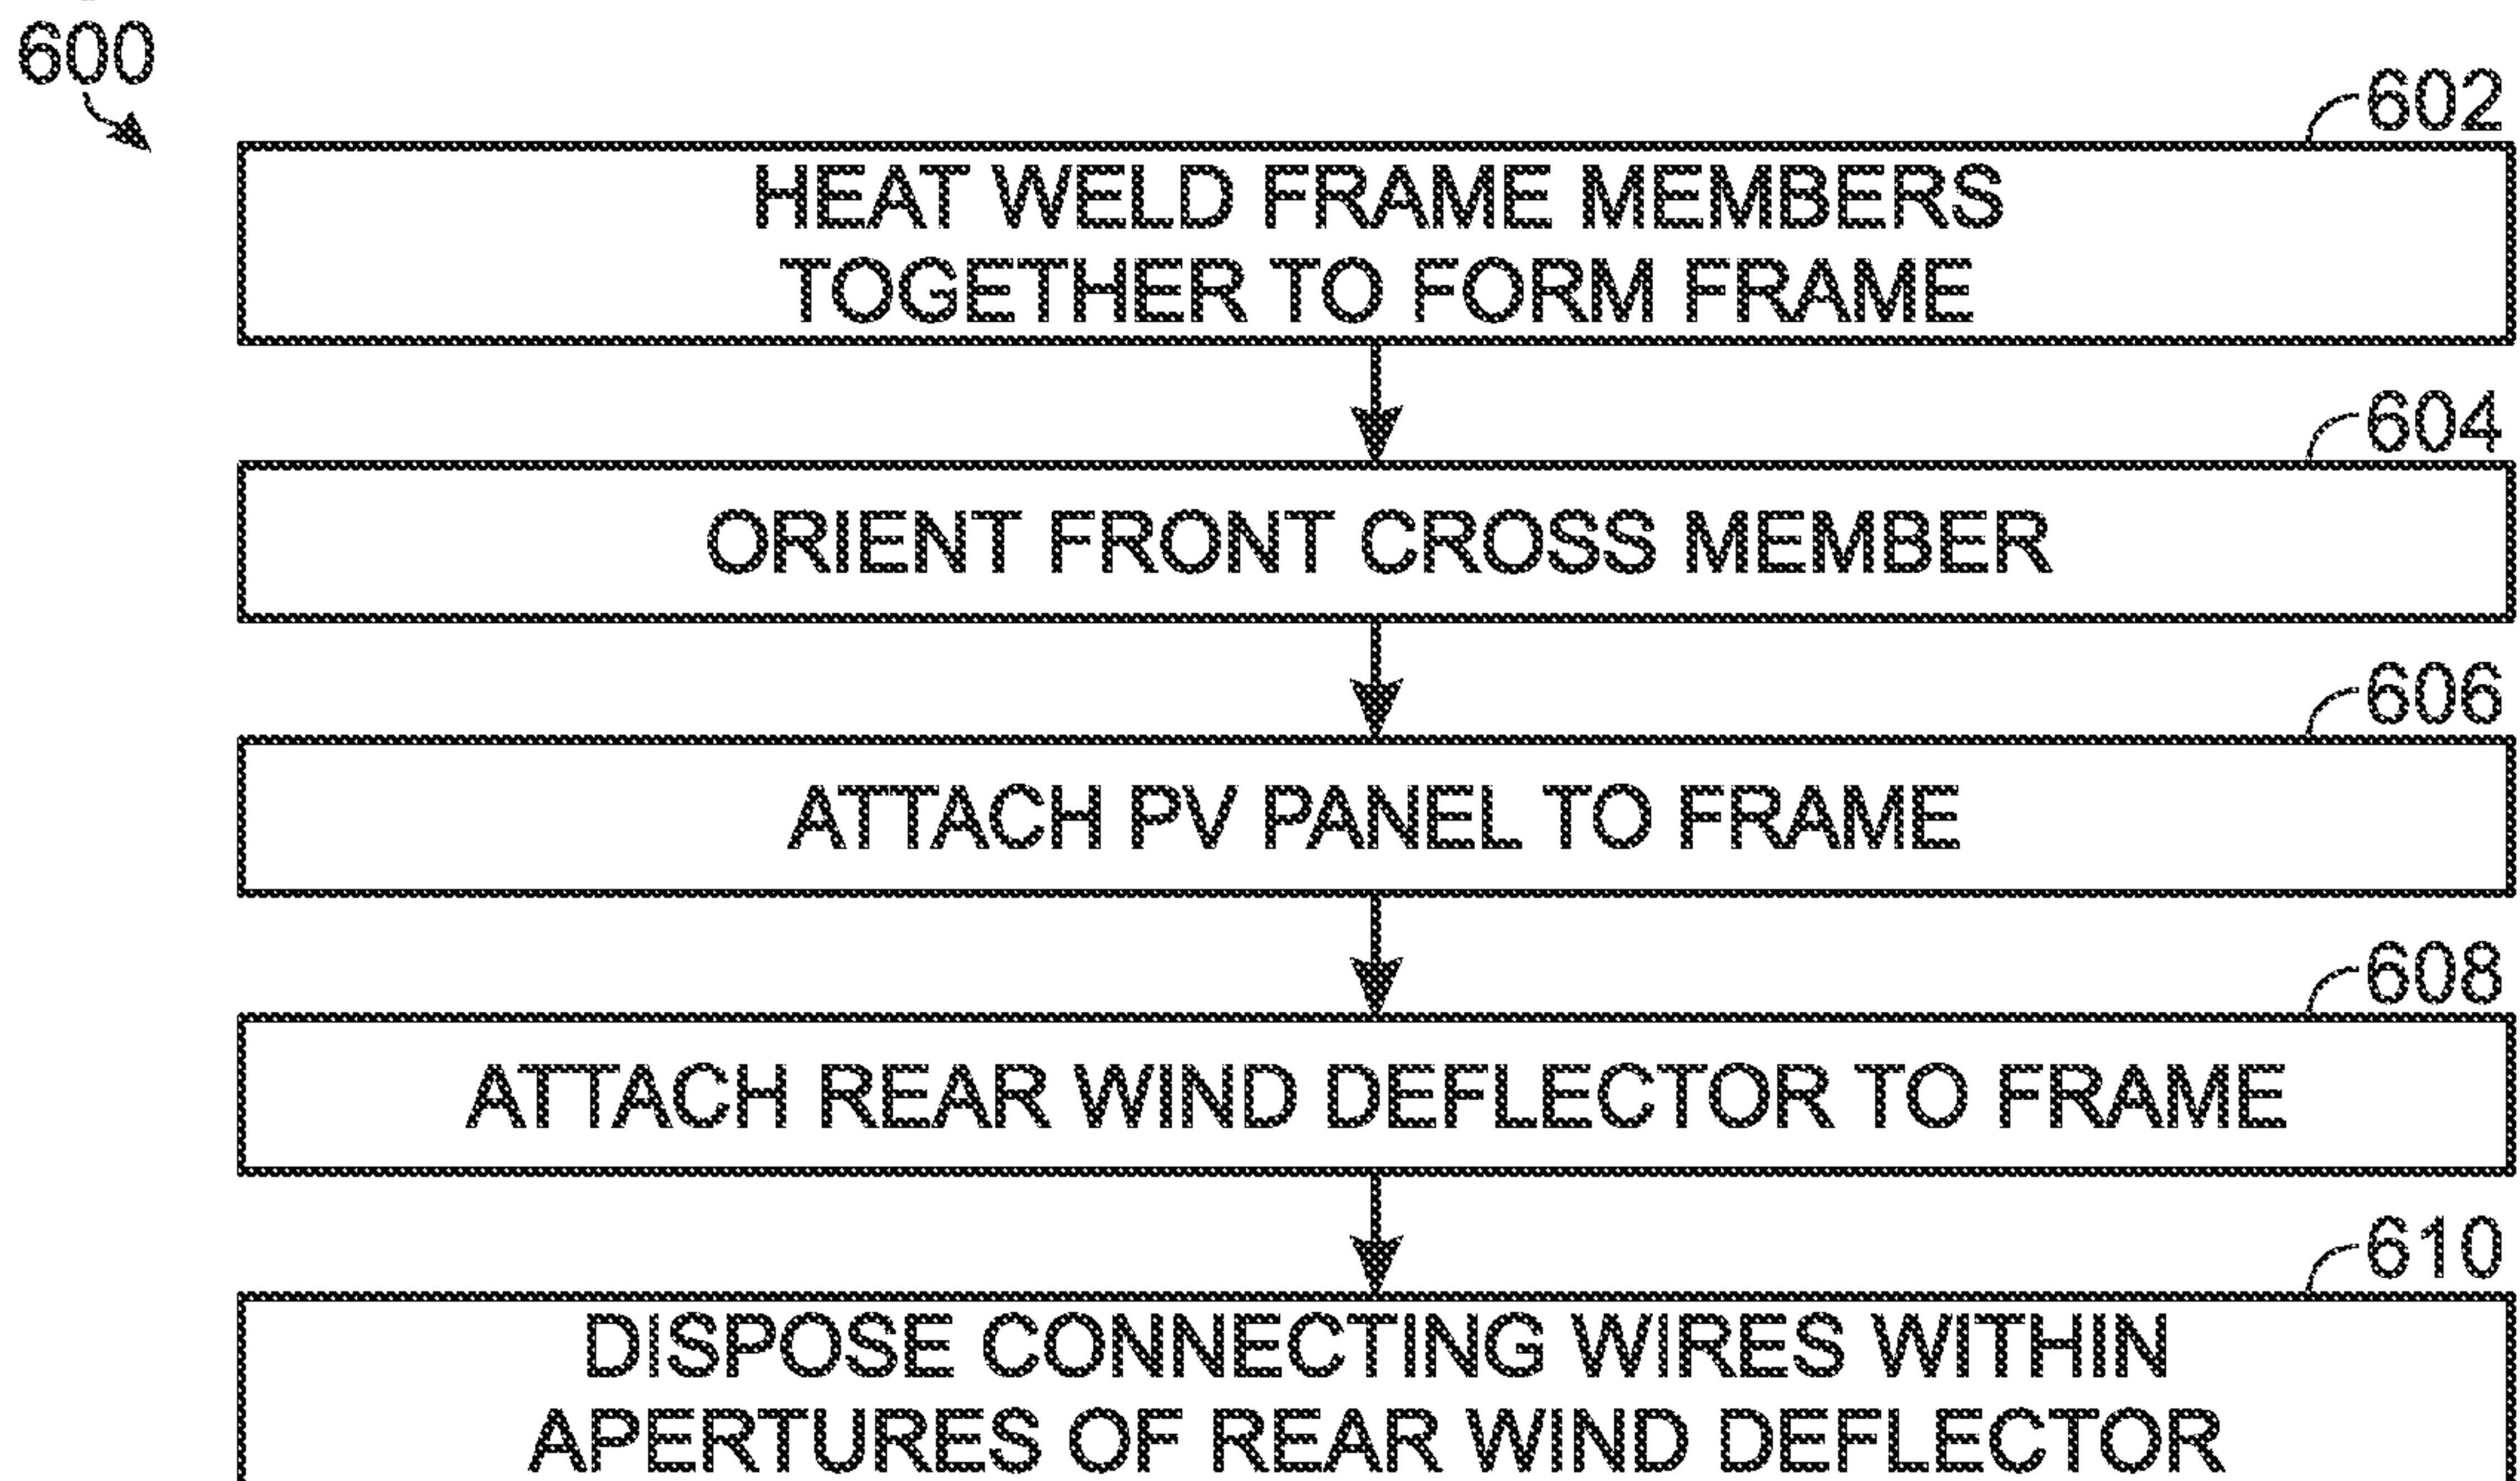 600
602
HEAT WELD FRAME MEMBERS
TOGETHER TO FORM FRAME
604
ORIENT FRONT CROSS MEMBER
606
ATTACH PV PANEL TO FRAME
608
ATTACH REAR WIND DEFLECTOR TO FRAME
610
DISPOSE CONNECTING WIRES WITHIN
APERTURES OF REAR WIND DEFLECTOR